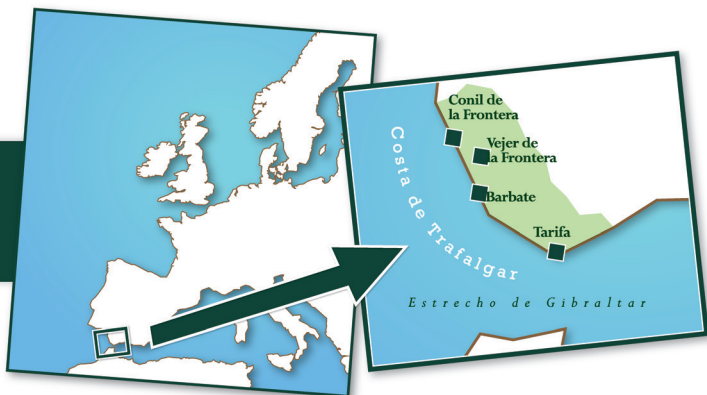 Conil de
la Frontera
Vejer de
la Frontera
Barbate
Tarifa
Costa de Trafalgar
Estrecho de Gibraltar